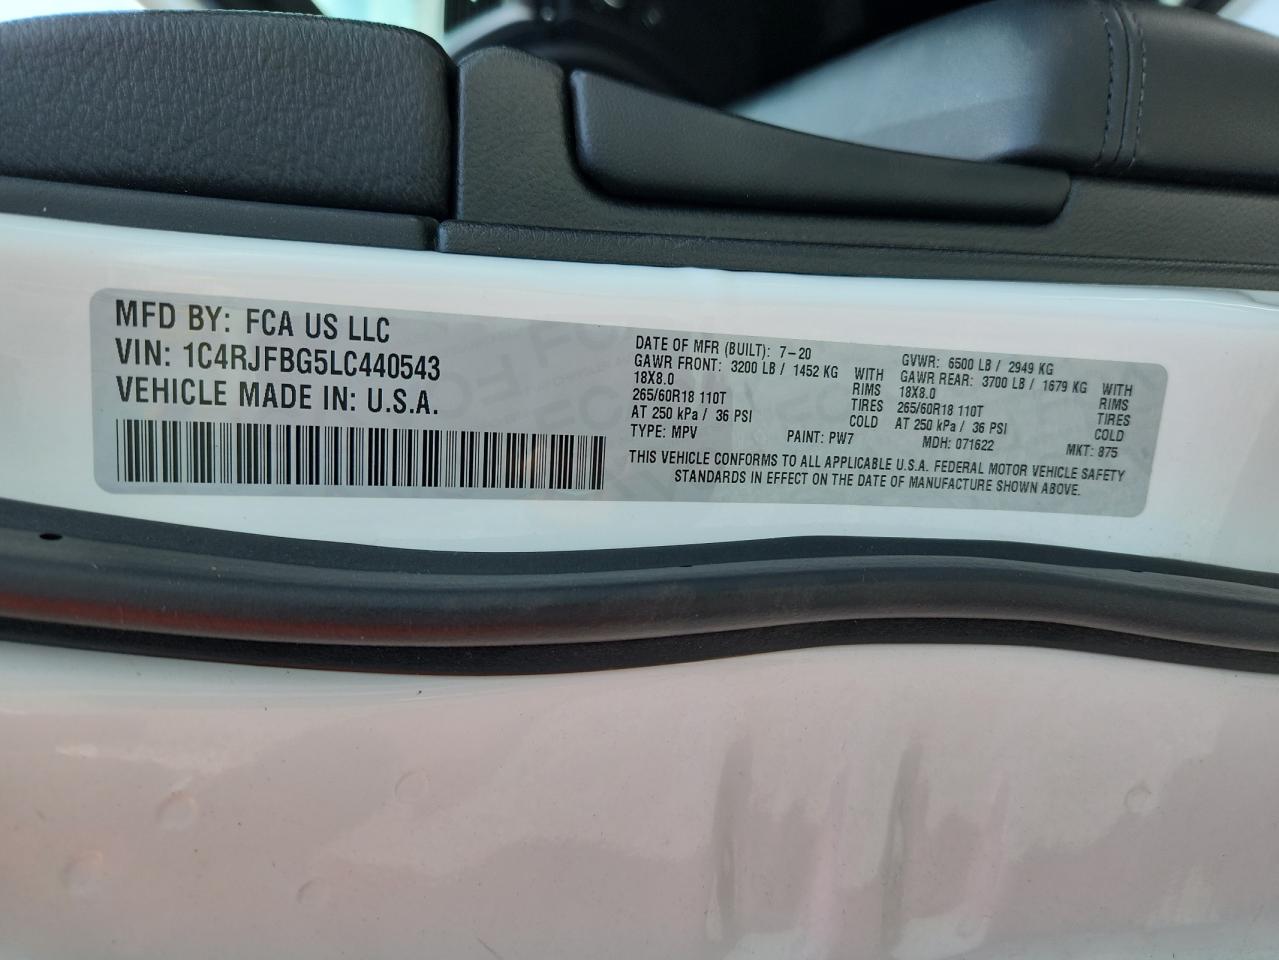 MFD BY: FCA US LLC
VIN: 1C4RJFBG5LC440543
VEHICLE MADE IN: U.S.A.
DATE OF MFR (BUILT): 7-20
GAWR FRONT: 3200 LB / 1452 KG WITH
18X8.0 RIMS
265/60R18 110T TIRES
AT 250 kPa / 36 PSI COLD
TYPE: MPV PAINT: PW7
GVWR: 6500 LB / 2949 KG
GAWR REAR: 3700 LB / 1679 KG WITH
18X8.0 RIMS
265/60R18 110T TIRES
AT 250 kPa / 36 PSI COLD
MDH: 071622 MKT: 875
THIS VEHICLE CONFORMS TO ALL APPLICABLE U.S.A. FEDERAL MOTOR VEHICLE SAFETY
STANDARDS IN EFFECT ON THE DATE OF MANUFACTURE SHOWN ABOVE.